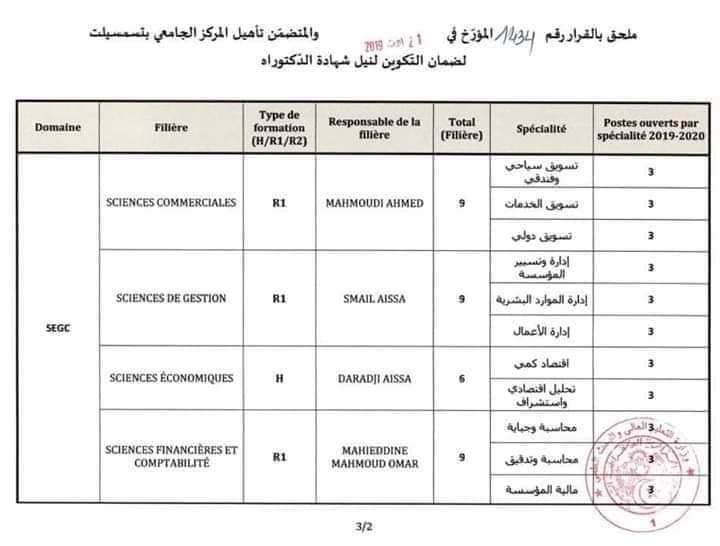 ملحق بالقرار رقم 1434 المؤرّخ في 2019 والمتضمّن تأهيل المركز الجامعي بتسمسيلت
لضمان التكوين لنيل شهادة الدّكتوراه
Domaine Filière Type de formation (H/R1/R2) Responsable de la filière Total (Filière) Spécialité Postes ouverts par spécialité 2019-2020
SEGC
SCIENCES COMMERCIALES R1 MAHMOUDI AHMED 9
تسويق سياحي وفندقي 3
تسويق الخدمات 3
تسويق دولي 3
SCIENCES DE GESTION R1 SMAIL AISSA 9
إدارة وتسيير المؤسسة 3
إدارة الموارد البشرية 3
إدارة الأعمال 3
SCIENCES ÉCONOMIQUES H DARADJI AISSA 6
اقتصاد كمي 3
تحليل اقتصادي واستشراف 3
SCIENCES FINANCIÈRES ET COMPTABILITÉ R1 MAHIEDDINE MAHMOUD OMAR 9
محاسبة وجباية 3
محاسبة وتدقيق 3
مالية المؤسسة 3
1
3/2